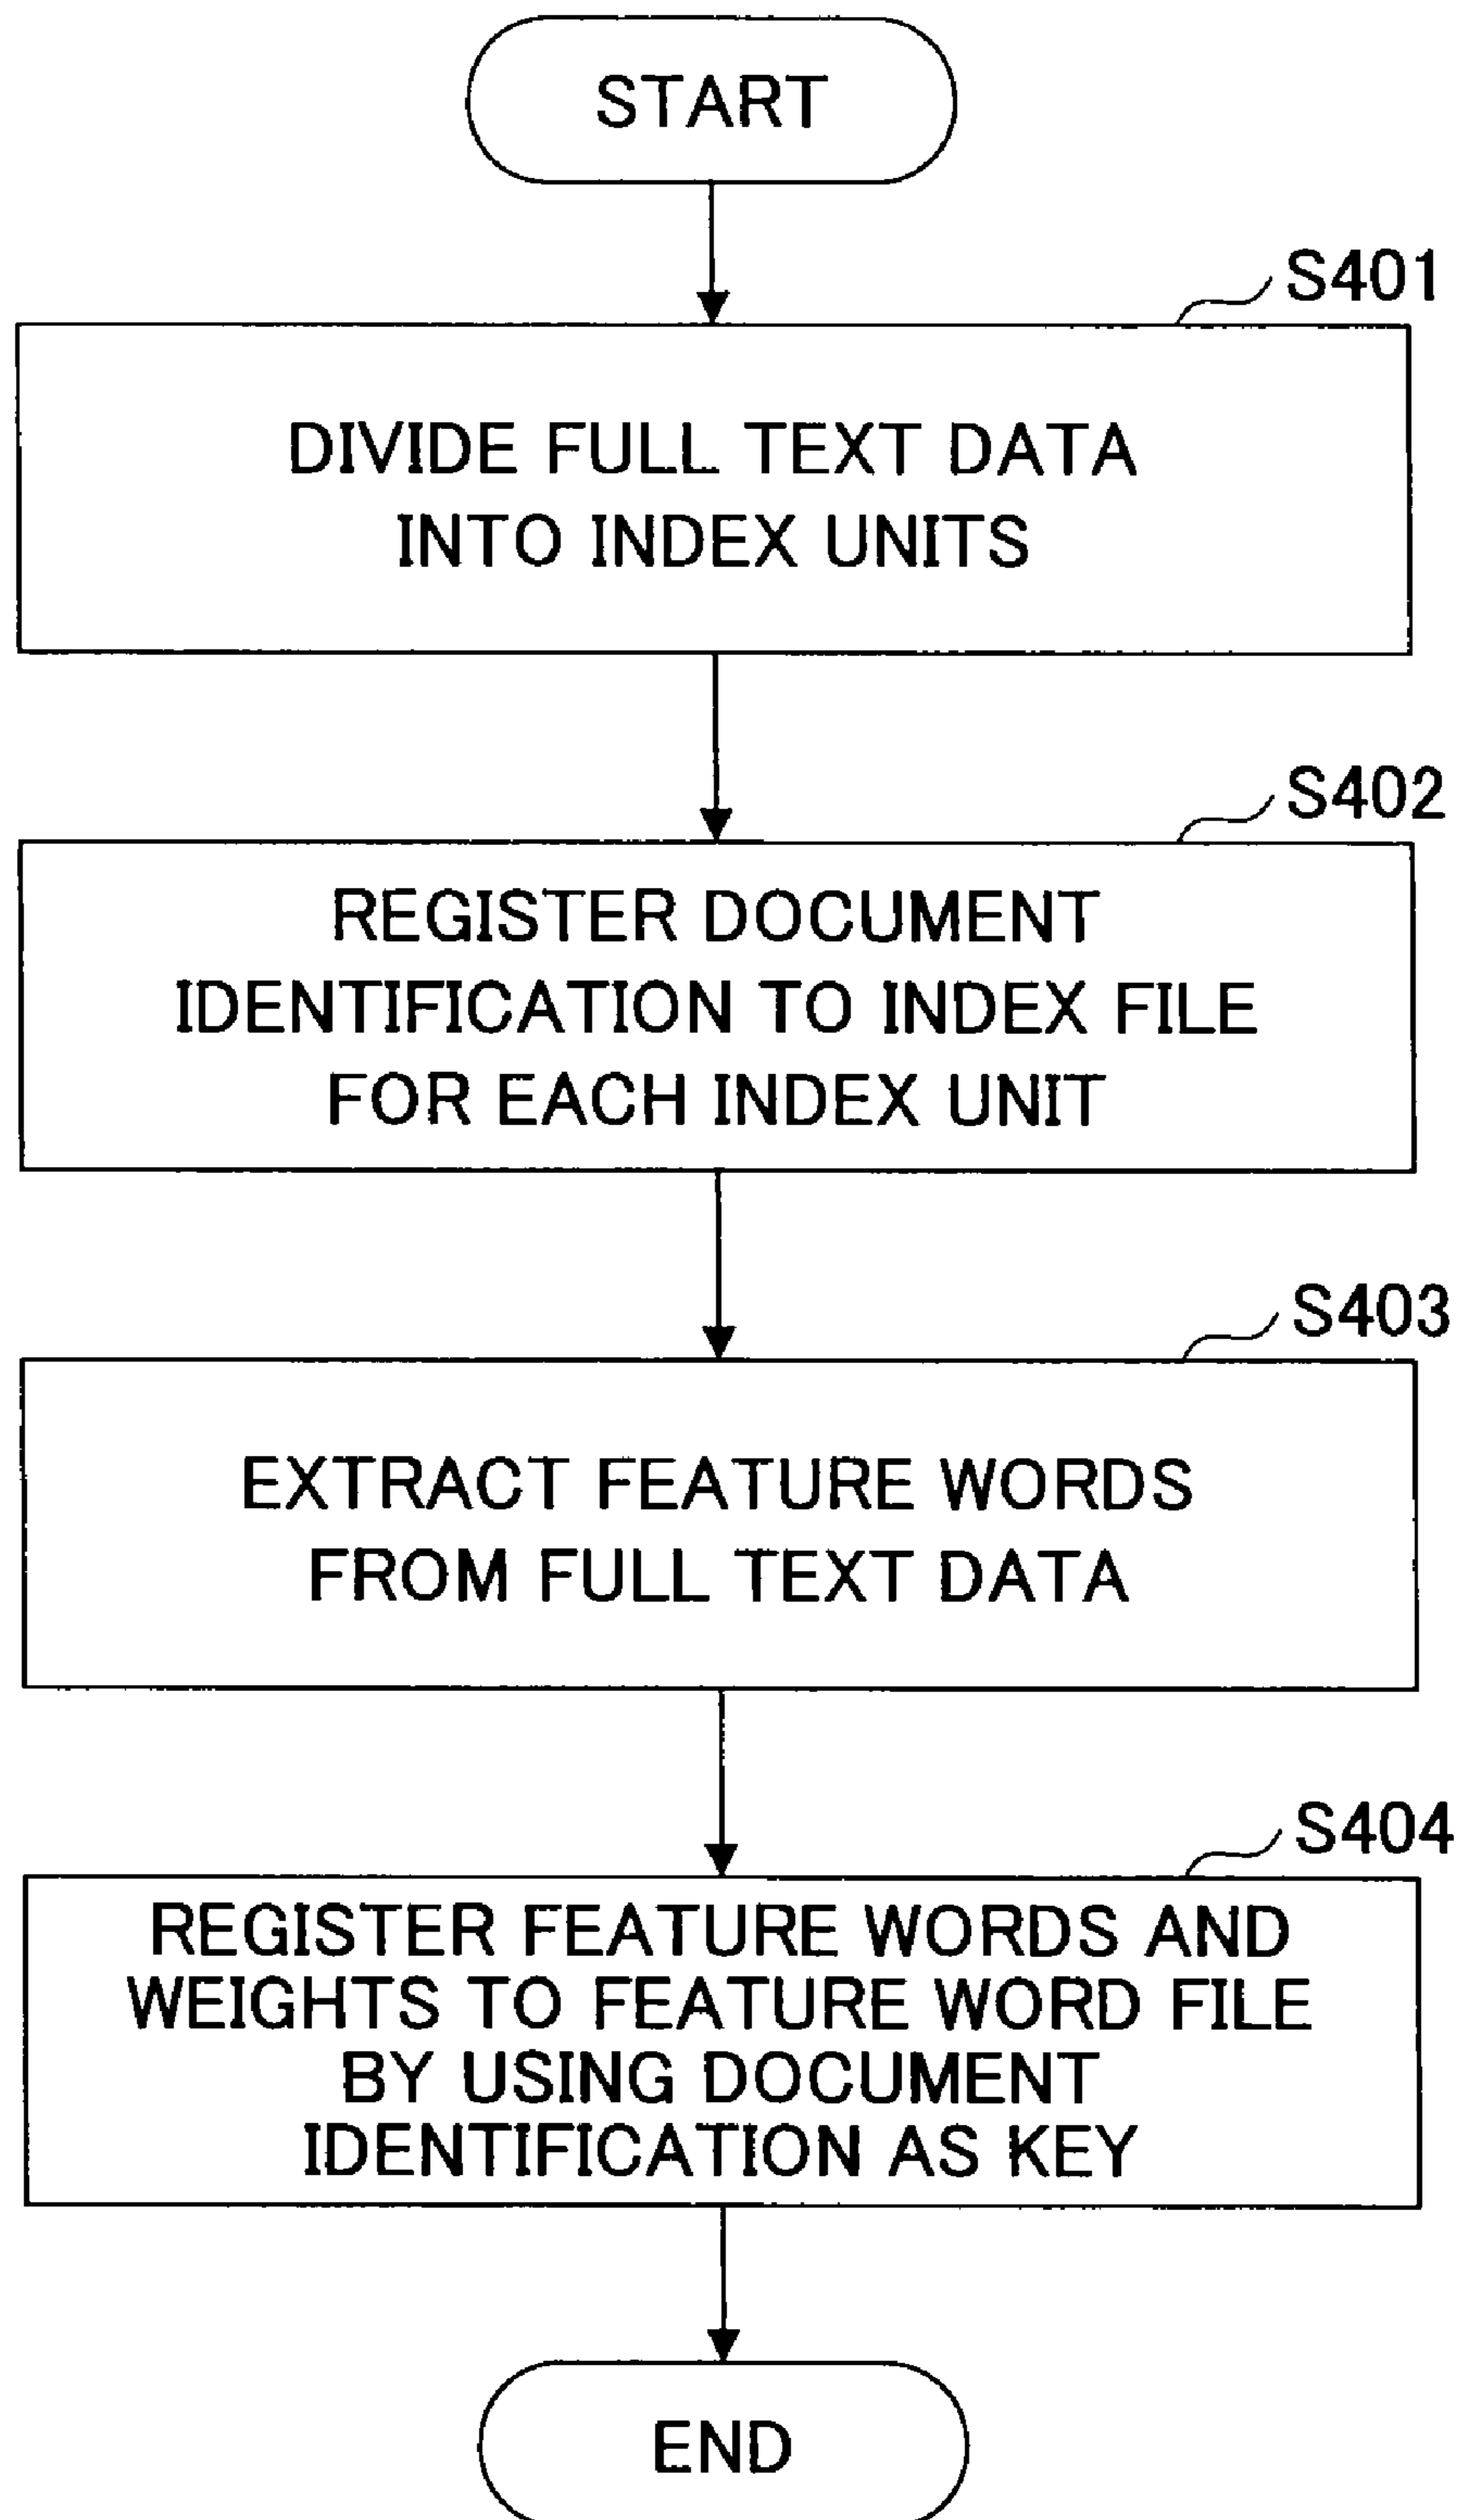 START
S401
DIVIDE FULL TEXT DATA
INTO INDEX UNITS
S402
REGISTER DOCUMENT
IDENTIFICATION TO INDEX FILE
FOR EACH INDEX UNIT
S403
EXTRACT FEATURE WORDS
FROM FULL TEXT DATA
S404
REGISTER FEATURE WORDS AND
WEIGHTS TO FEATURE WORD FILE
BY USING DOCUMENT
IDENTIFICATION AS KEY
END